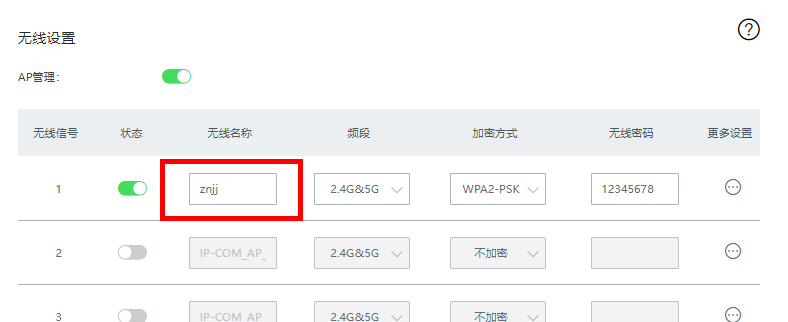 无线设置
?
AP管理：
无线信号 状态 无线名称 频段 加密方式 无线密码 更多设置
1 znjj 2.4G&5G WPA2-PSK 12345678
2 IP-COM_AP_ 2.4G&5G 不加密
3 IP-COM_AP_ 2.4G&5G 不加密